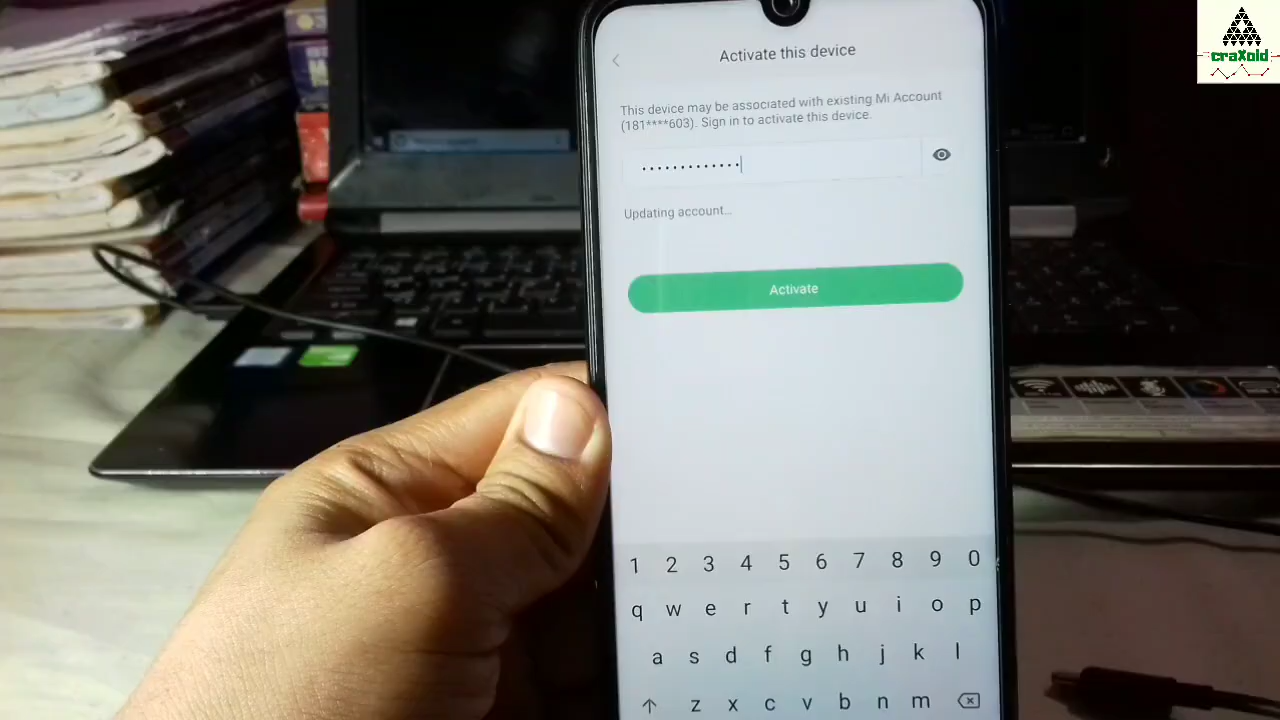 craXoid
Activate this device
This device may be associated with existing Mi Account
(181****603). Sign in to activate this device.
•••••••••••••
Updating account...
Activate
1 2 3 4 5 6 7 8 9 0
q w e r t y u i o p
a s d f g h j k l
z x c v b n m